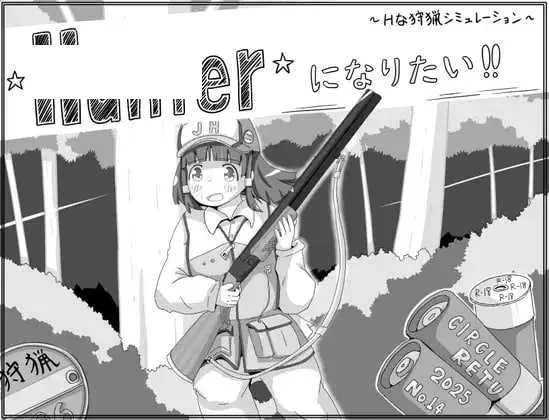 〜Hな狩猟シミュレーション〜
☆ Hunter ☆ になりたい!!
JH
R-18
R-18
R-18
R-18
CIRCLE
RETU
2025
No.14
狩猟